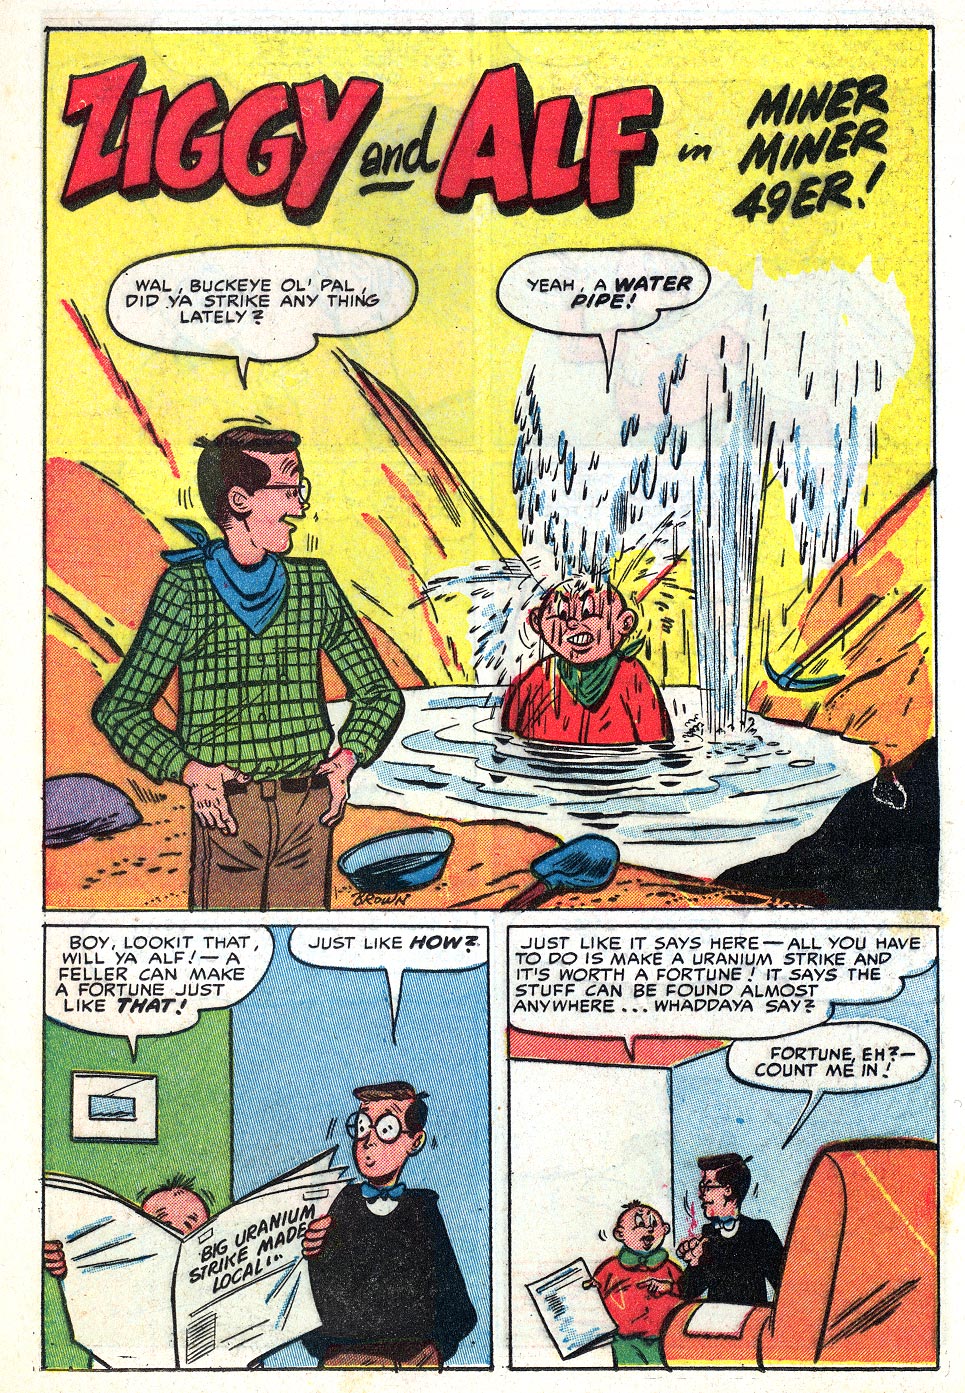 ZIGGY and ALF in MINER
MINER
49ER!
WAL, BUCKEYE OL' PAL,
DID YA STRIKE ANY THING
LATELY?
YEAH, A WATER
PIPE!
BROWN
BOY, LOOKIT THAT,
WILL YA ALF! — A
FELLER CAN MAKE
A FORTUNE JUST
LIKE THAT!
JUST LIKE HOW?
BIG URANIUM
STRIKE MADE
LOCAL!..
JUST LIKE IT SAYS HERE — ALL YOU HAVE
TO DO IS MAKE A URANIUM STRIKE AND
IT'S WORTH A FORTUNE! IT SAYS THE
STUFF CAN BE FOUND ALMOST
ANYWHERE... WHADDAYA SAY?
FORTUNE, EH? —
COUNT ME IN!